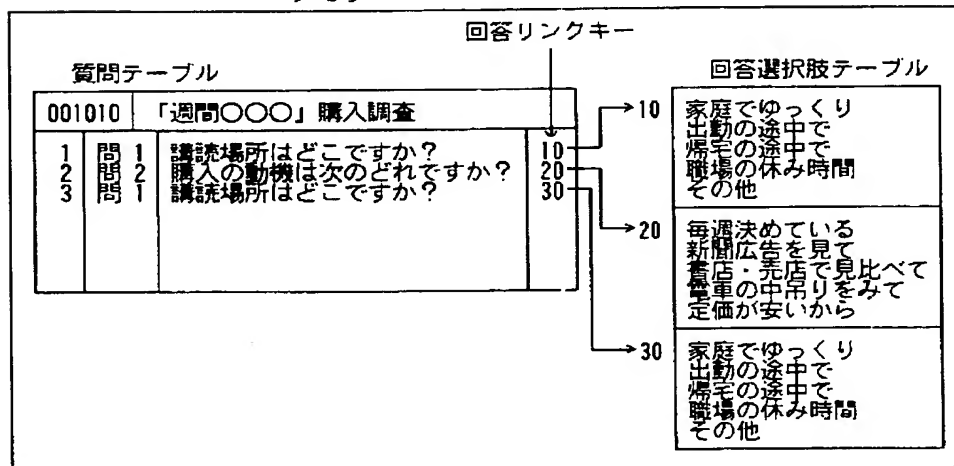 回答リンクキー
質問テーブル
回答選択肢テーブル
001010 「週間〇〇〇」購入調査
1 問1 講読場所はどこですか? 10
2 問2 購入の動機は次のどれですか? 20
3 問1 講読場所はどこですか? 30
10 家庭でゆっくり
出勤の途中で
帰宅の途中で
職場の休み時間
その他
20 毎週決めている
新聞広告を見て
書店・売店で見比べて
電車の中吊りをみて
定価が安いから
30 家庭でゆっくり
出勤の途中で
帰宅の途中で
職場の休み時間
その他